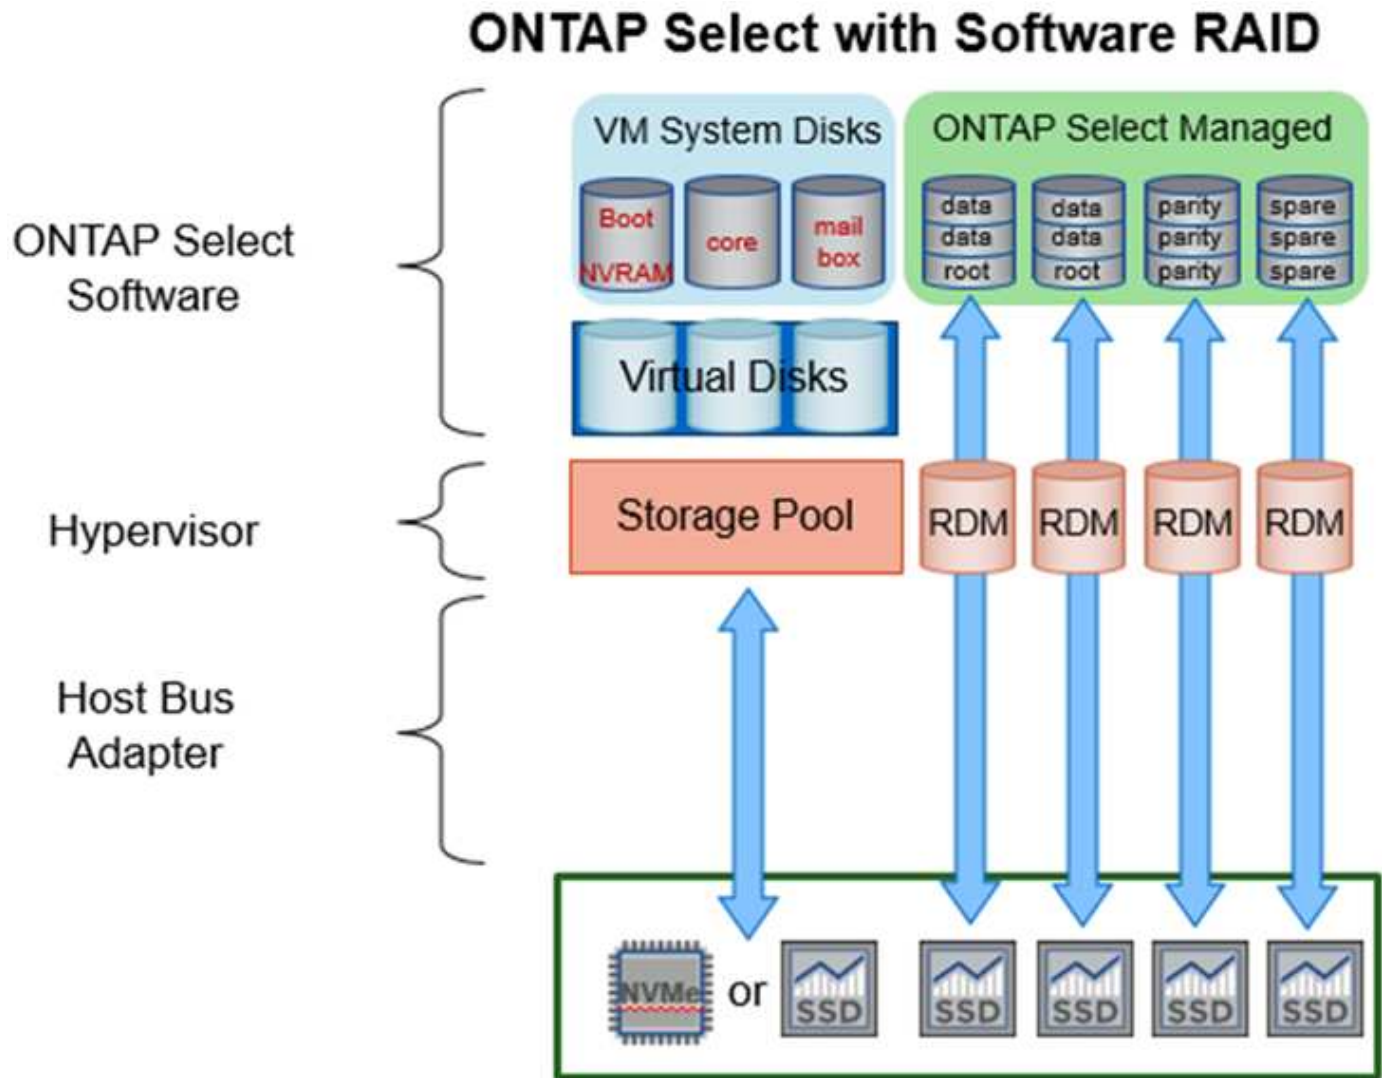 ONTAP Select with Software RAID
VM System Disks
ONTAP Select Managed
Boot
NVRAM
core
mail
box
data
data
root
data
data
root
parity
parity
parity
spare
spare
spare
ONTAP Select
Software
Virtual Disks
Hypervisor
Storage Pool
RDM
RDM
RDM
RDM
Host Bus
Adapter
NVMe
or
SSD
SSD
SSD
SSD
SSD